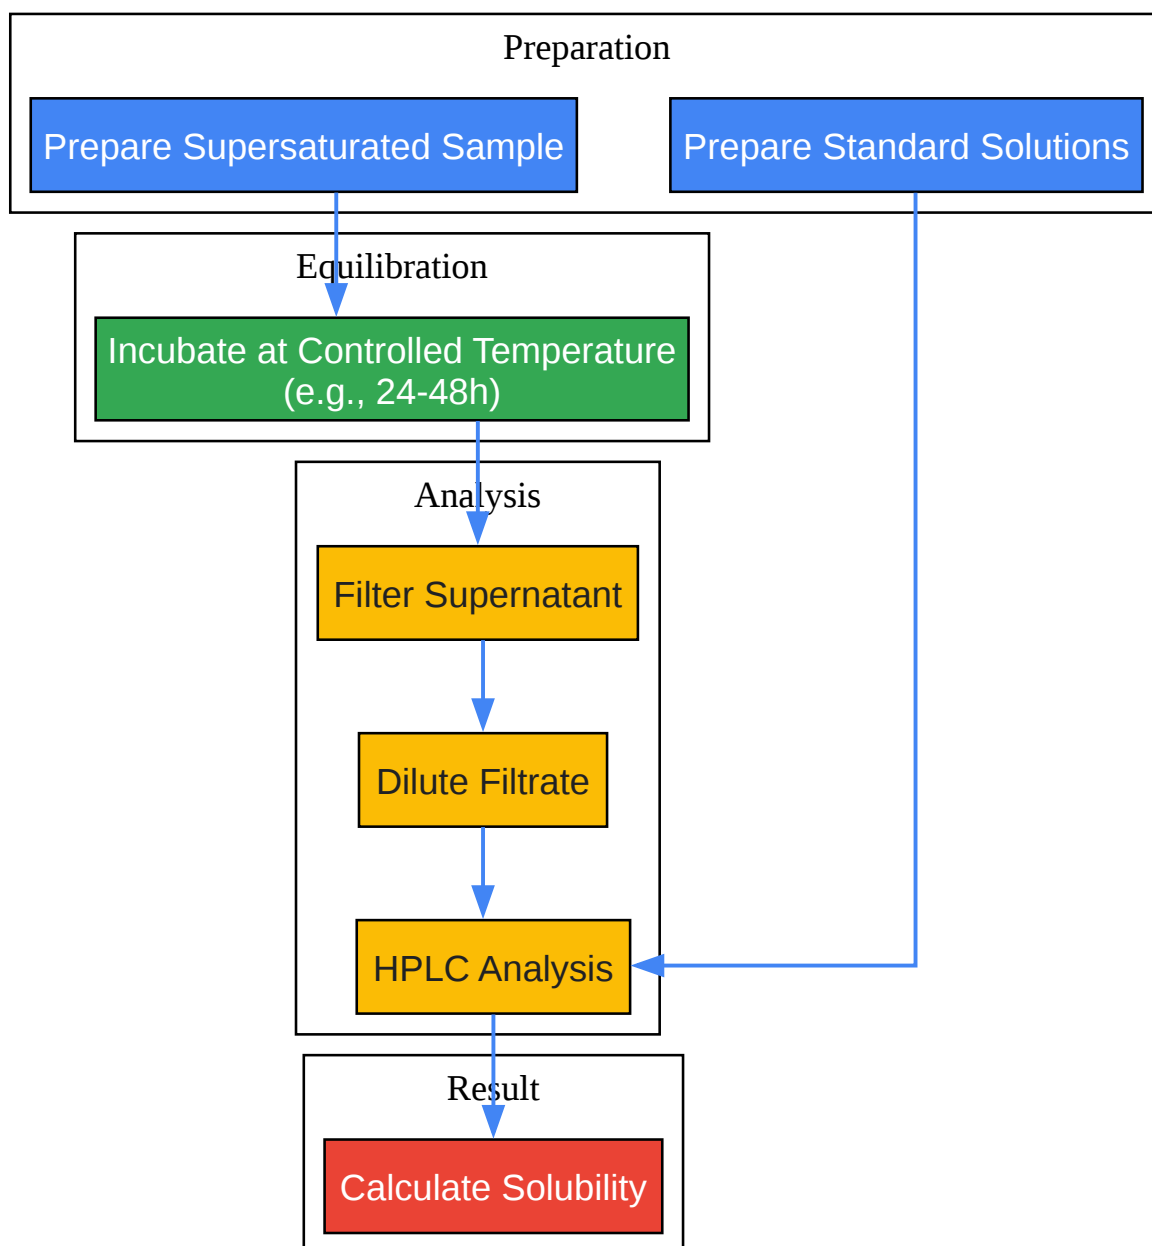 Preparation
Prepare Supersaturated Sample
Prepare Standard Solutions
Equilibration
Incubate at Controlled Temperature
(e.g., 24-48h)
Analysis
Filter Supernatant
Dilute Filtrate
HPLC Analysis
Result
Calculate Solubility